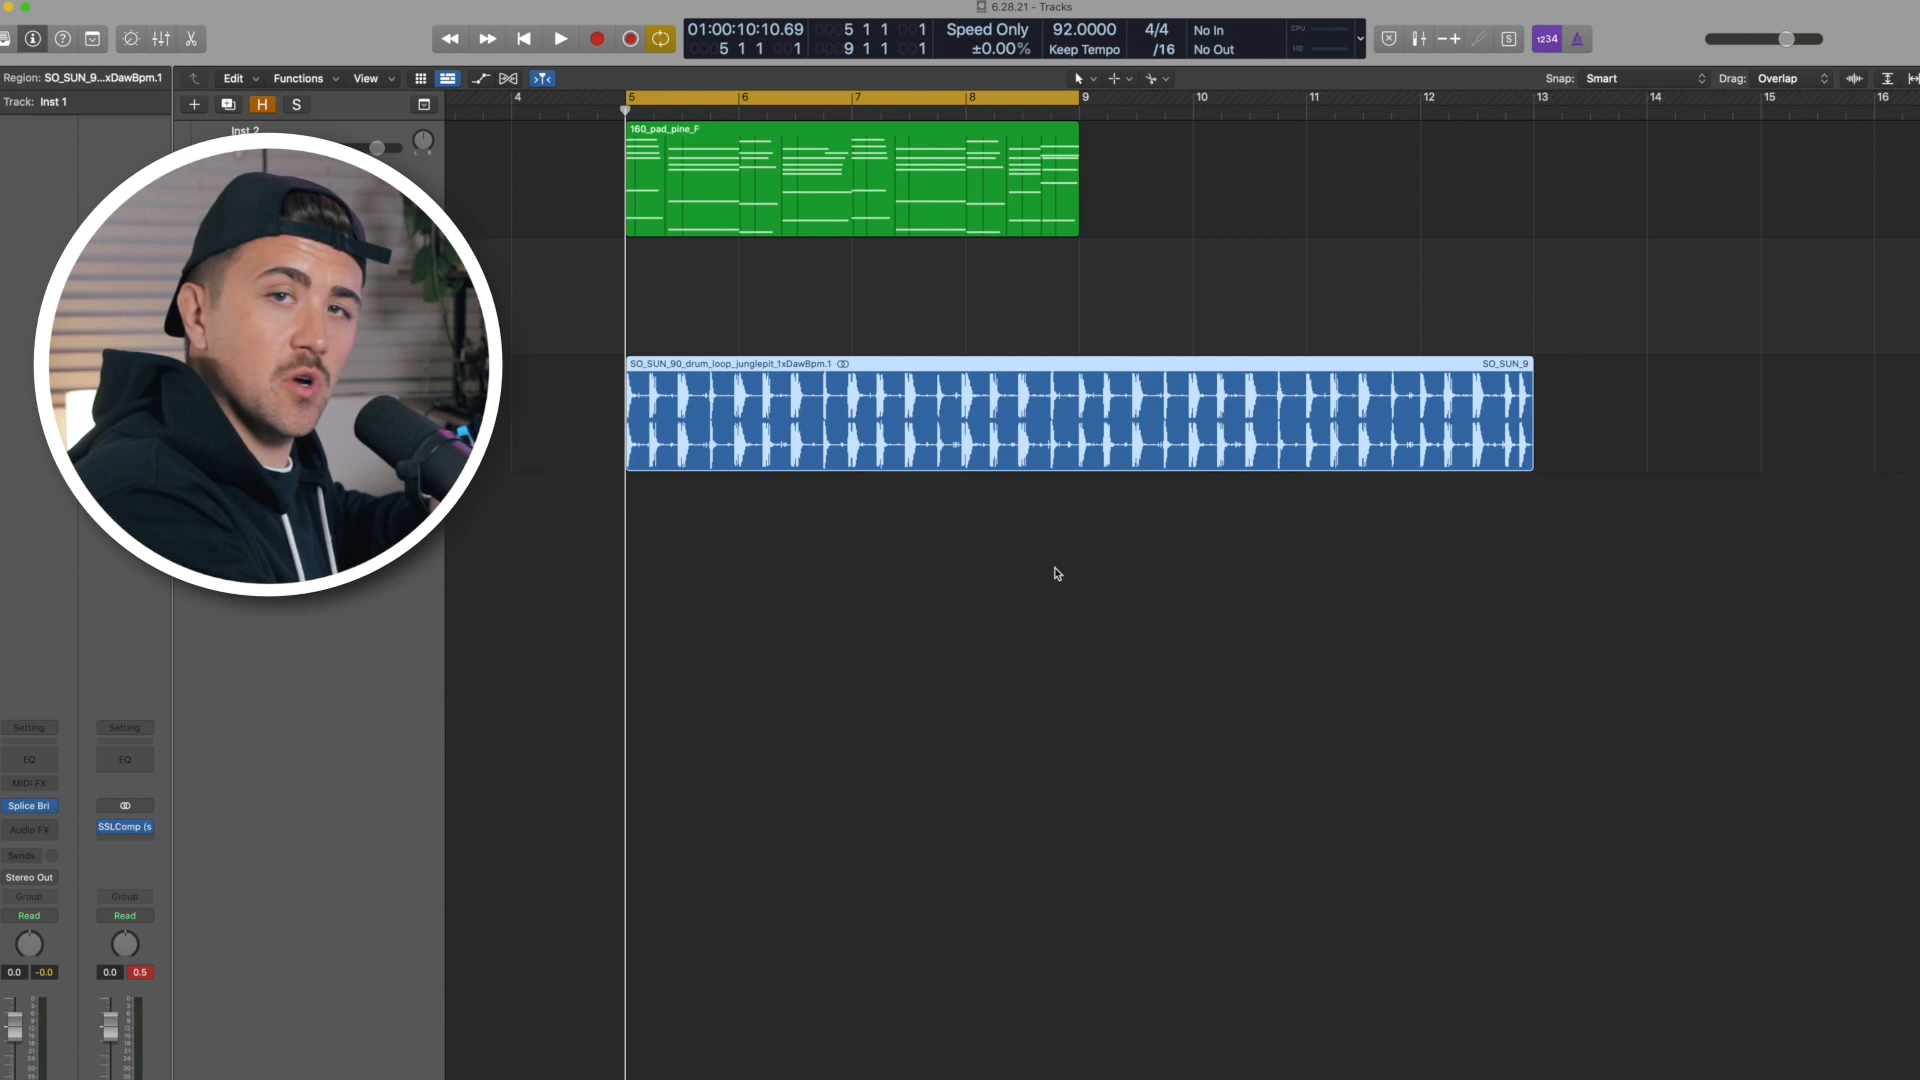 6.28.21 - Tracks
01:00:10:10.69
5 1 1 1
Speed Only
92.0000
4/4
No In
CPU
5 1 1 1
9 1 1 1
±0.00%
Keep Tempo
/16
No Out
HD
1234
S
Region: SO_SUN_9...xDawBpm.1
Edit
Functions
View
Snap: Smart
Drag: Overlap
Track: Inst 1
H
S
4
5
6
7
8
9
10
11
12
13
14
15
16
Inst 2
L R
160_pad_pine_F
SO_SUN_90_drum_loop_junglepit_1xDawBpm.1
SO_SUN_9
Setting
Setting
EQ
EQ
MIDI FX
Splice Bri
SSLComp (s
Audio FX
Sends
Stereo Out
Group
Group
Read
Read
0.0
-0.0
0.0
0.5